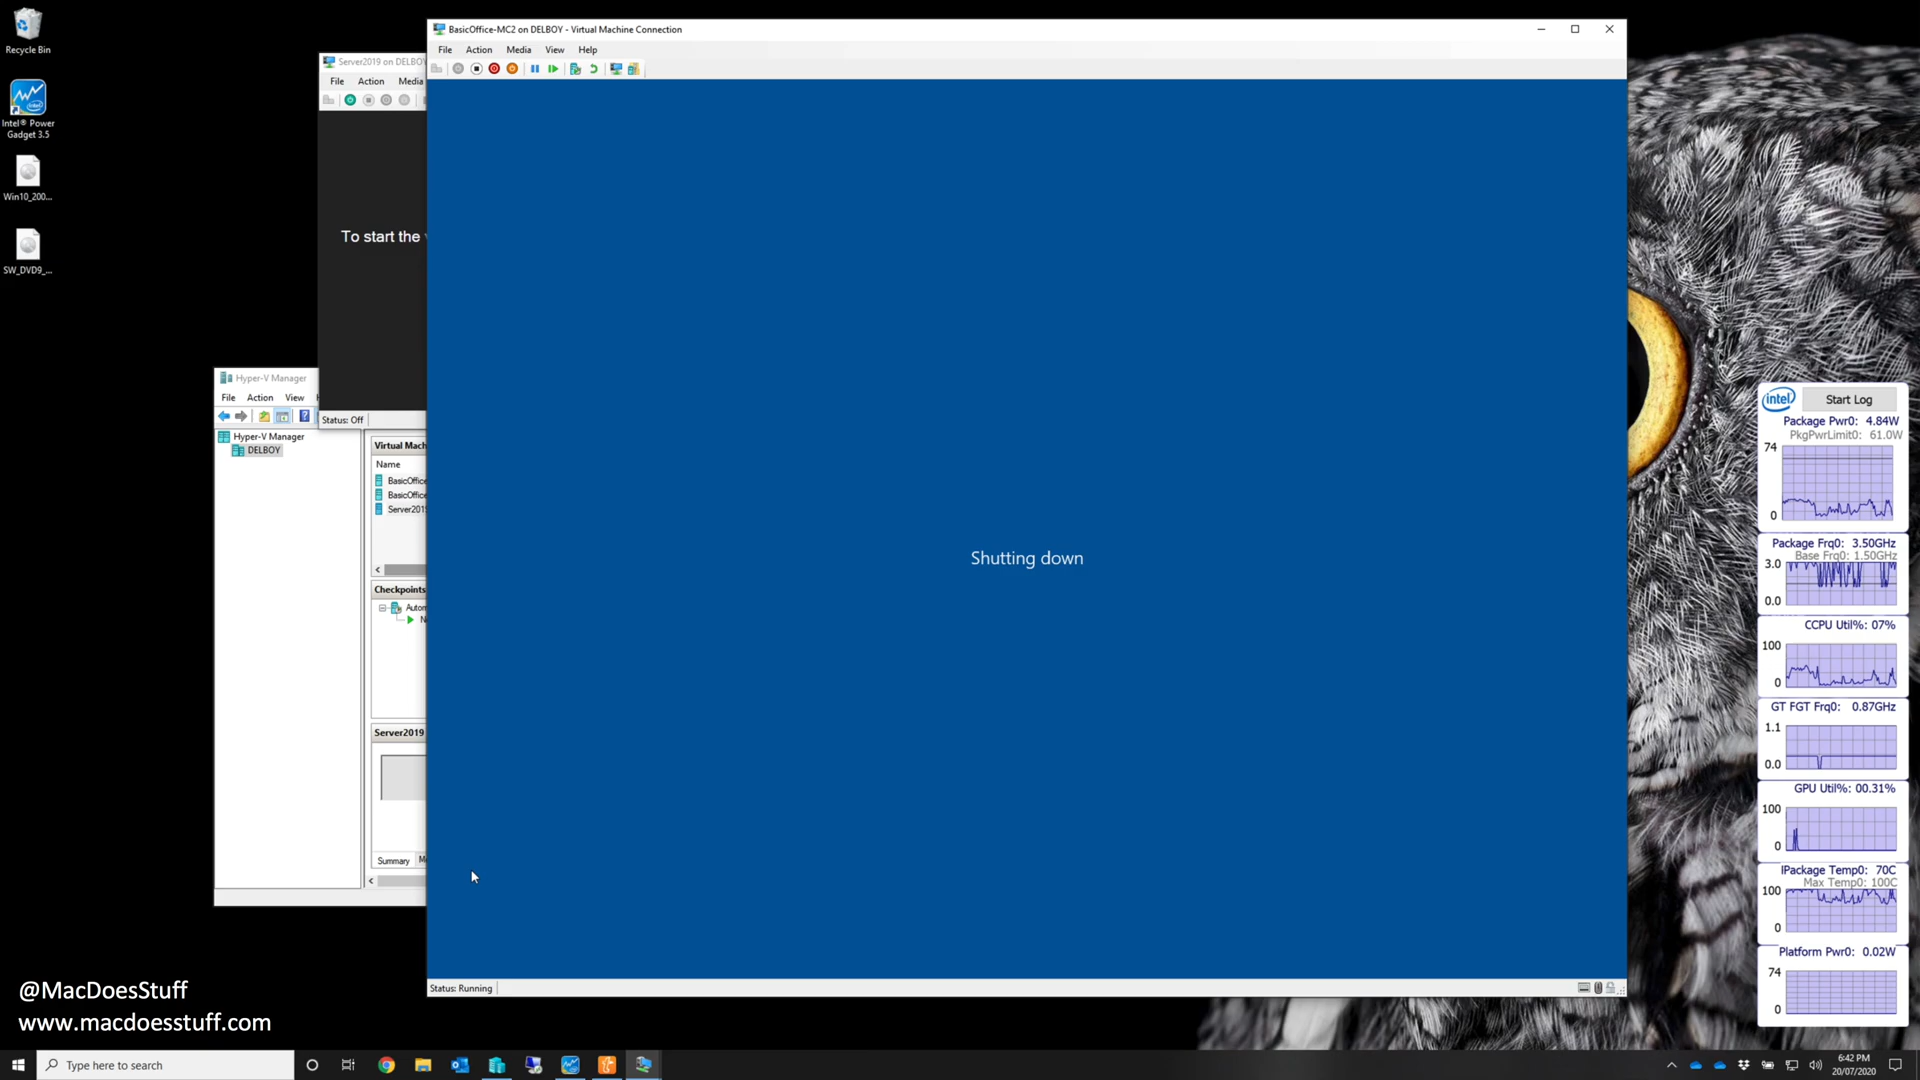 Recycle Bin
Intel® Power
Gadget 3.5
Win10_200...
SW_DVD9_...
Server2019 on DELBOY
File Action Media
To start the
Status: Off
BasicOffice-MC2 on DELBOY - Virtual Machine Connection
File Action Media View Help
Shutting down
Status: Running
Hyper-V Manager
File Action View
Hyper-V Manager
DELBOY
Virtual Mach
Name
BasicOffice
BasicOffice
Server201
Checkpoints
Autom
Server2019
Summary
intel
Start Log
Package Pwr0: 4.84W
PkgPwrLimit0: 61.0W
74
0
Package Frq0: 3.50GHz
Base Frq0: 1.50GHz
3.0
0.0
CCPU Util%: 07%
100
0
GT FGT Frq0: 0.87GHz
1.1
0.0
GPU Util%: 00.31%
100
0
IPackage Temp0: 70C
Max Temp0: 100C
100
0
Platform Pwr0: 0.02W
74
0
@MacDoesStuff
www.macdoesstuff.com
Type here to search
6:42 PM
20/07/2020